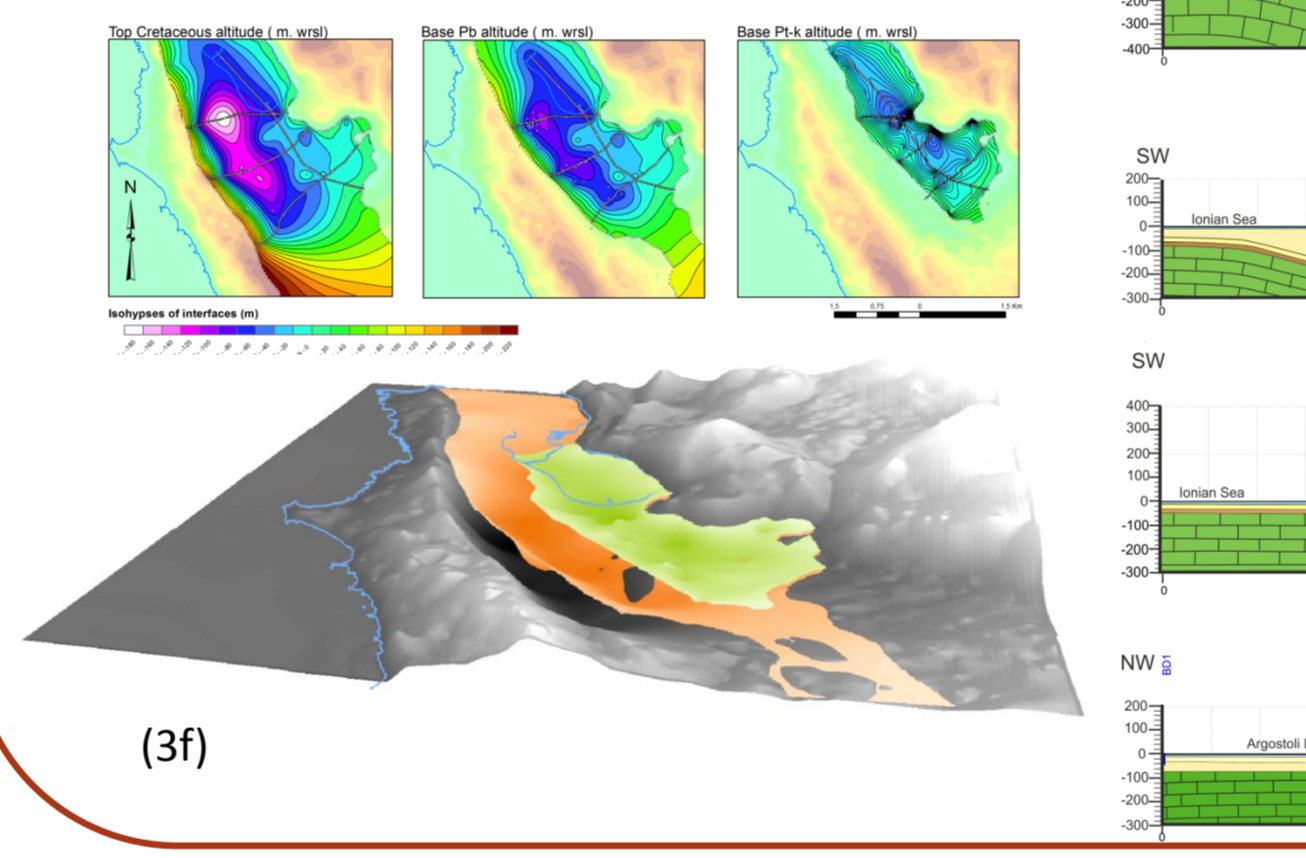 Top Cretaceous altitude ( m. wrsl)
Base Pb altitude ( m. wrsl)
Base Pt-k altitude ( m. wrsl)
N
Isohypses of interfaces (m)
1,5 0,75 0 1,5 Km
(3f)
-200
-300
-400
0
SW
200
100
0
-100
-200
-300
Ionian Sea
0
SW
400
300
200
100
0
-100
-200
-300
Ionian Sea
0
NW
BD1
200
100
0
-100
-200
-300
Argostoli
0